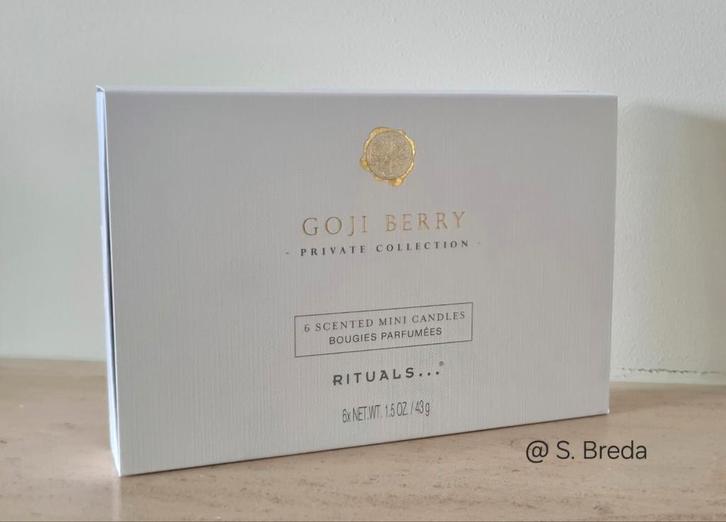 GOJI BERRY
- PRIVATE COLLECTION -
6 SCENTED MINI CANDLES
BOUGIES PARFUMÉES
RITUALS...®
6x NET.WT. 1.5 OZ. / 43 g
@ S. Breda